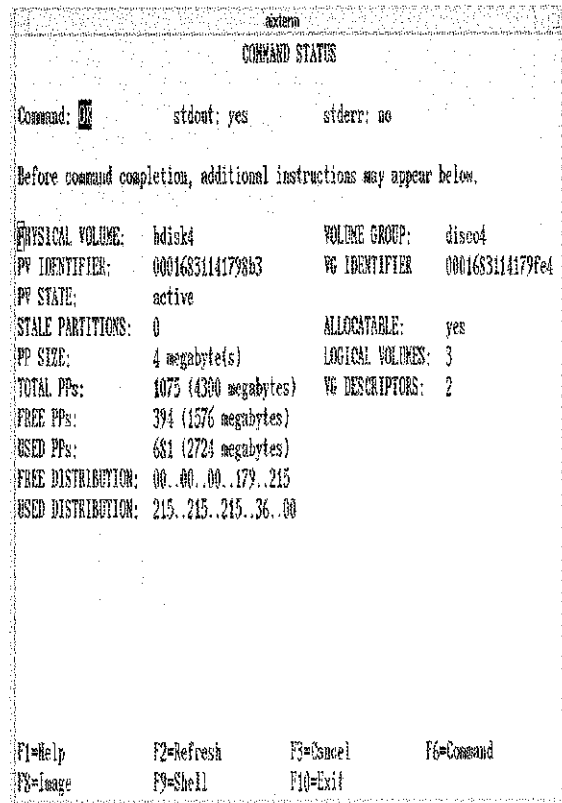 aixterm
COMMAND STATUS
Command: OK stdout: yes stderr: no
Before command completion, additional instructions may appear below.
PHYSICAL VOLUME: hdisk4 VOLUME GROUP: disco4
PV IDENTIFIER: 00016831141798b3 VG IDENTIFIER 0001683114179fe4
PV STATE: active
STALE PARTITIONS: 0 ALLOCATABLE: yes
PP SIZE: 4 megabyte(s) LOGICAL VOLUMES: 3
TOTAL PPs: 1075 (4300 megabytes) VG DESCRIPTORS: 2
FREE PPs: 394 (1576 megabytes)
USED PPs: 681 (2724 megabytes)
FREE DISTRIBUTION: 00..00..00..179..215
USED DISTRIBUTION: 215..215..215..36..00
F1=Help F2=Refresh F3=Cancel F6=Command
F8=Image F9=Shell F10=Exit